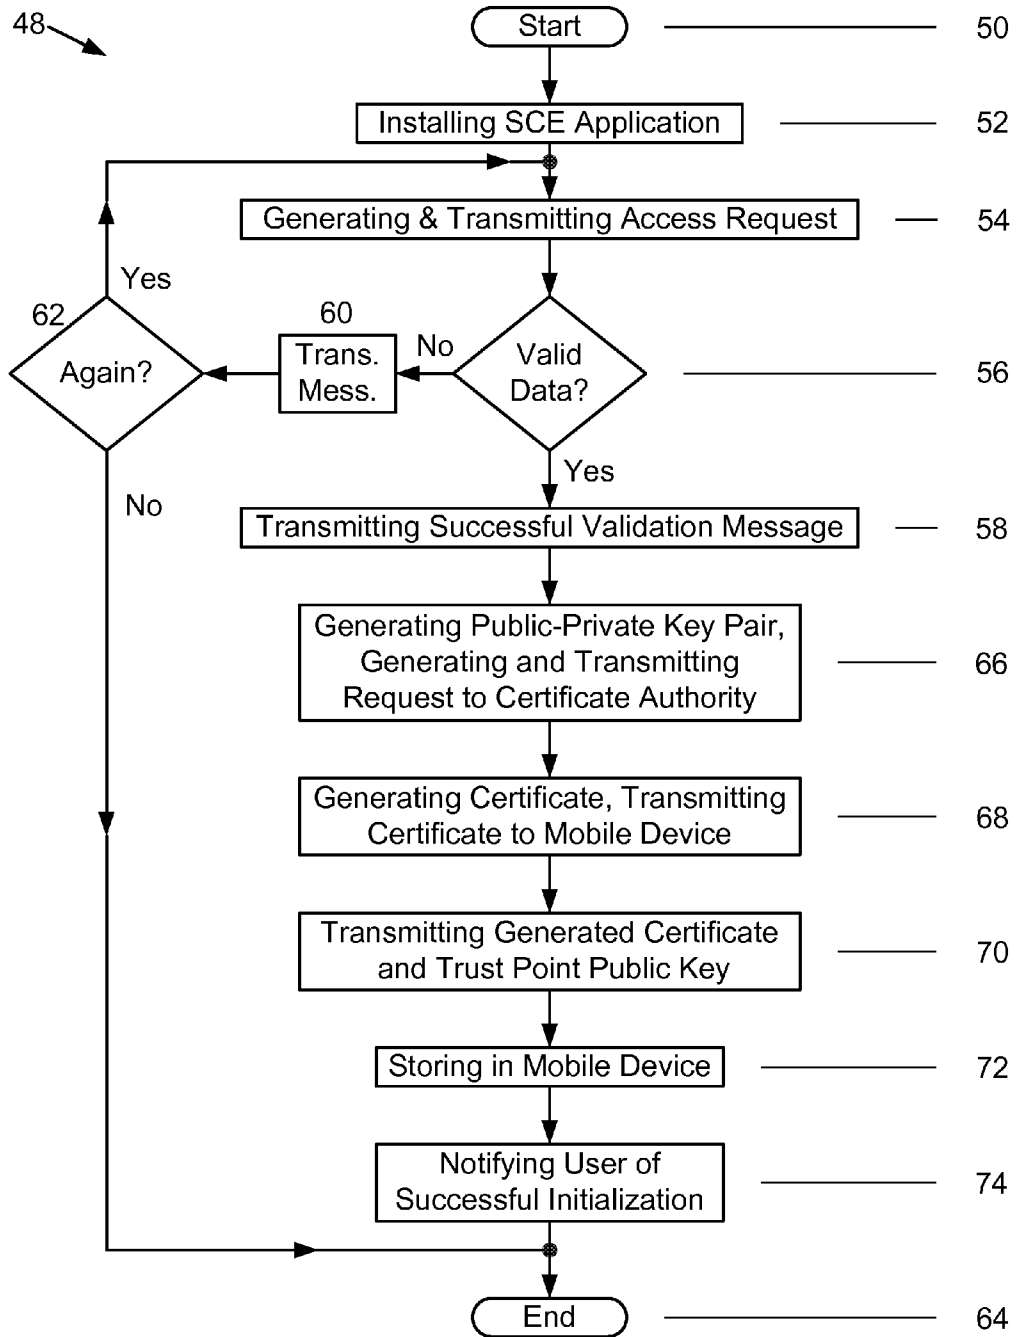 48
Start
50
Installing SCE Application
52
Generating & Transmitting Access Request
54
Yes
62
Again?
60
Trans.
Mess.
No
Valid
Data?
56
No
Yes
Transmitting Successful Validation Message
58
Generating Public-Private Key Pair,
Generating and Transmitting
Request to Certificate Authority
66
Generating Certificate, Transmitting
Certificate to Mobile Device
68
Transmitting Generated Certificate
and Trust Point Public Key
70
Storing in Mobile Device
72
Notifying User of
Successful Initialization
74
End
64